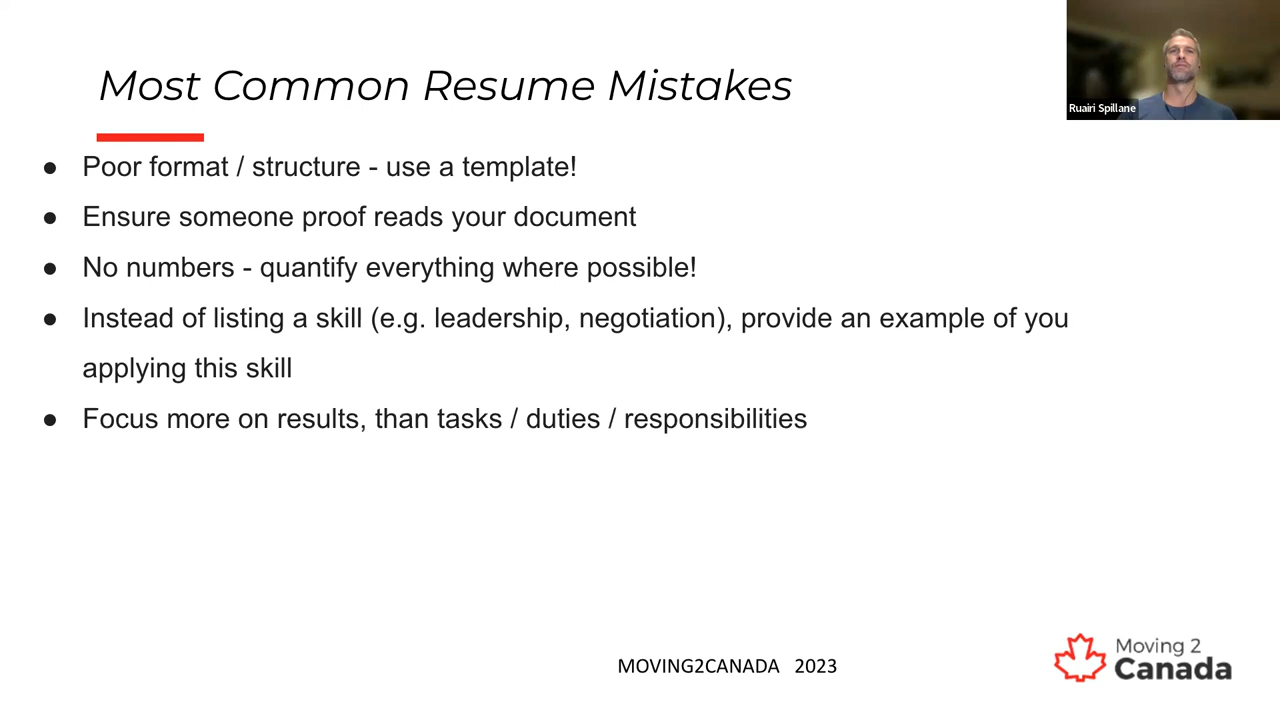 Most Common Resume Mistakes
Ruairi Spillane
● Poor format / structure - use a template!
● Ensure someone proof reads your document
● No numbers - quantify everything where possible!
● Instead of listing a skill (e.g. leadership, negotiation), provide an example of you
applying this skill
● Focus more on results, than tasks / duties / responsibilities
MOVING2CANADA 2023
Moving 2
Canada